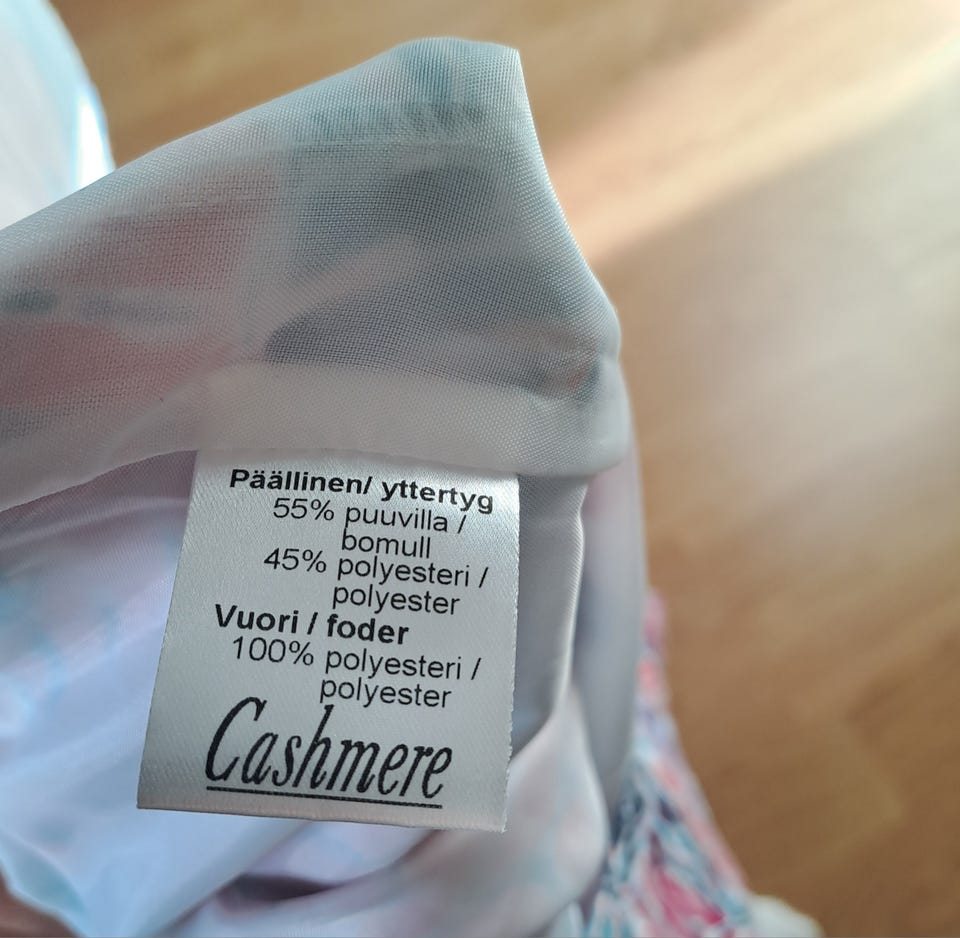 Päällinen/ yttertyg
55% puuvilla /
bomull
45% polyesteri /
polyester
Vuori / foder
100% polyesteri /
polyester
Cashmere